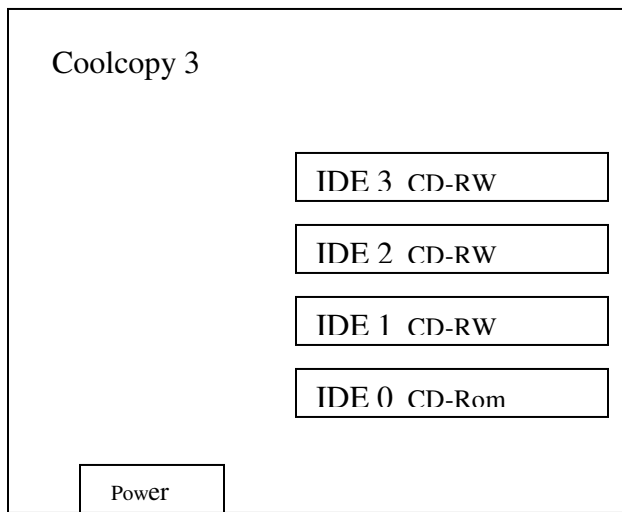 Coolcopy 3
IDE 3 CD-RW
IDE 2 CD-RW
IDE 1 CD-RW
IDE 0 CD-Rom
Power